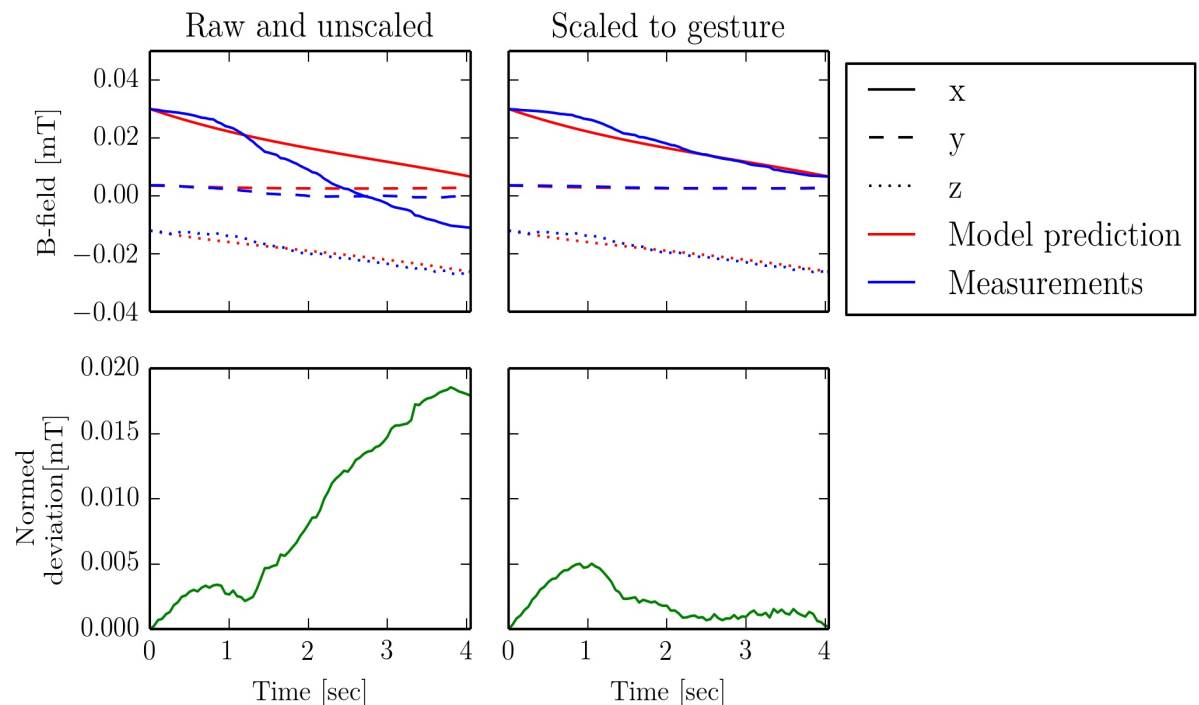 Raw and unscaled
Scaled to gesture
B-field [mT]
0.04
0.02
0.00
−0.02
−0.04
x
y
z
Model prediction
Measurements
Normed
deviation[mT]
0.020
0.015
0.010
0.005
0.000
0 1 2 3 4
Time [sec]
0 1 2 3 4
Time [sec]